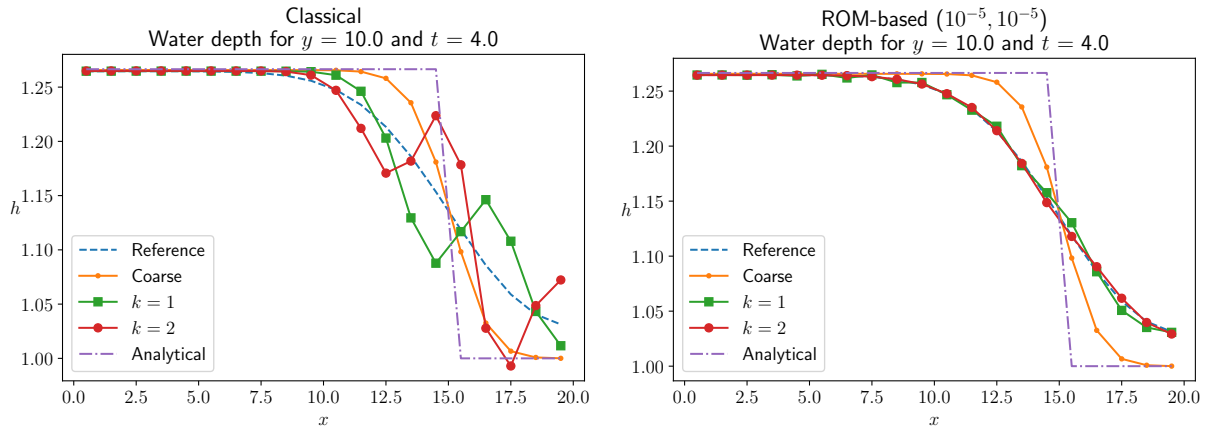 Classical
Water depth for y = 10.0 and t = 4.0
1.25
1.20
1.15
h
1.10
1.05
1.00
Reference
Coarse
k = 1
k = 2
Analytical
0.0 2.5 5.0 7.5 10.0 12.5 15.0 17.5 20.0
x
ROM-based (10⁻⁵, 10⁻⁵)
Water depth for y = 10.0 and t = 4.0
1.25
1.20
1.15
h
1.10
1.05
1.00
Reference
Coarse
k = 1
k = 2
Analytical
0.0 2.5 5.0 7.5 10.0 12.5 15.0 17.5 20.0
x